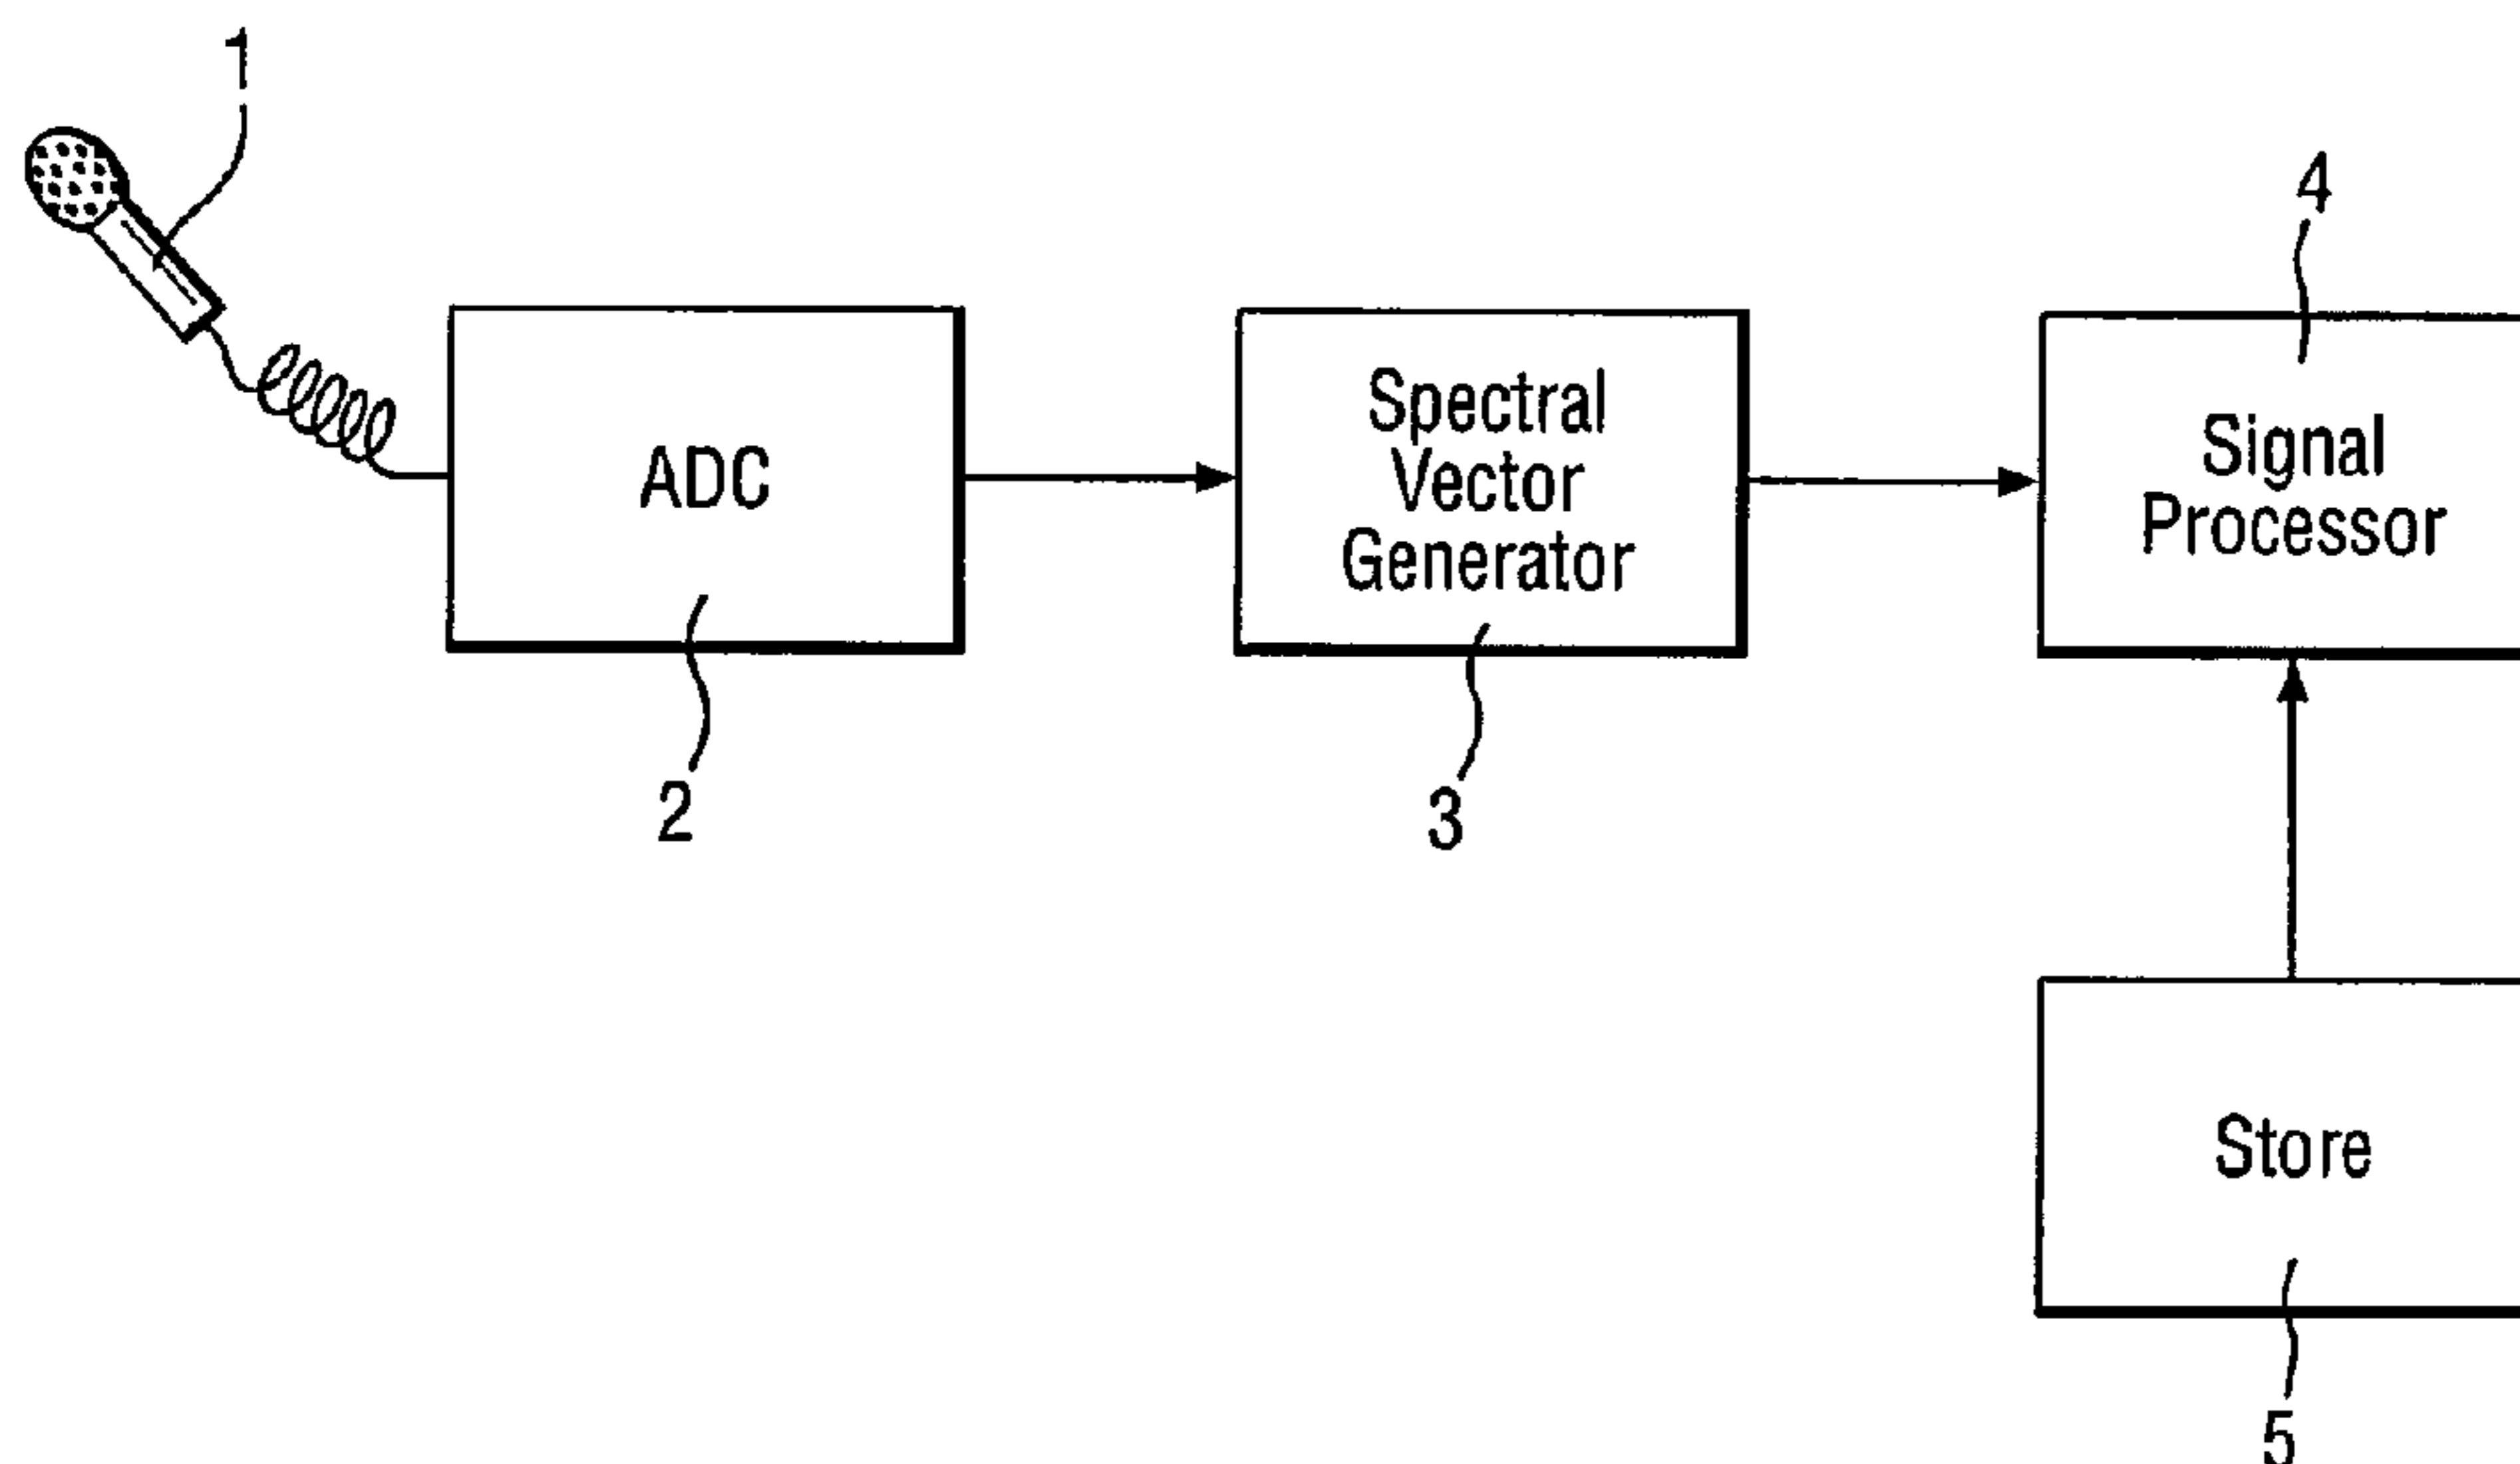 1
4
ADC
Spectral
Vector
Generator
Signal
Processor
2
3
Store
5